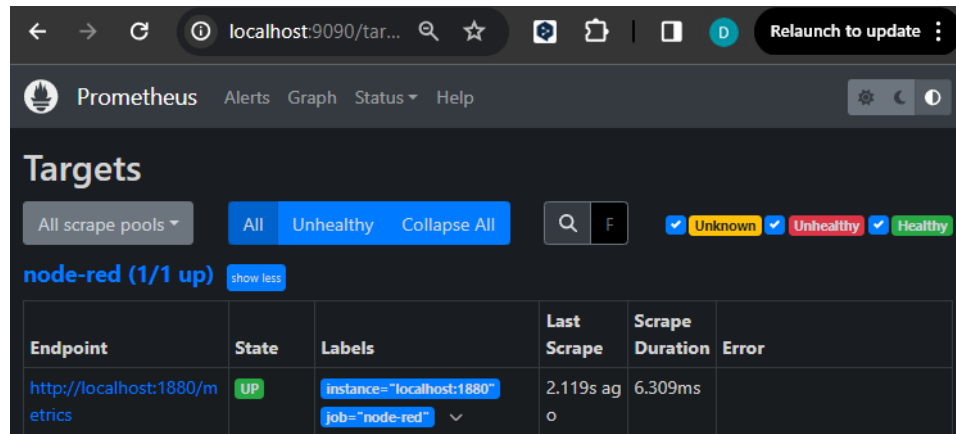 localhost:9090/tar...
D
Relaunch to update
Prometheus Alerts Graph Status Help
Targets
All scrape pools
All Unhealthy Collapse All
F
Unknown Unhealthy Healthy
node-red (1/1 up) show less
Endpoint State Labels Last Scrape Scrape Duration Error
http://localhost:1880/metrics UP instance="localhost:1880" job="node-red" 2.119s ago 6.309ms